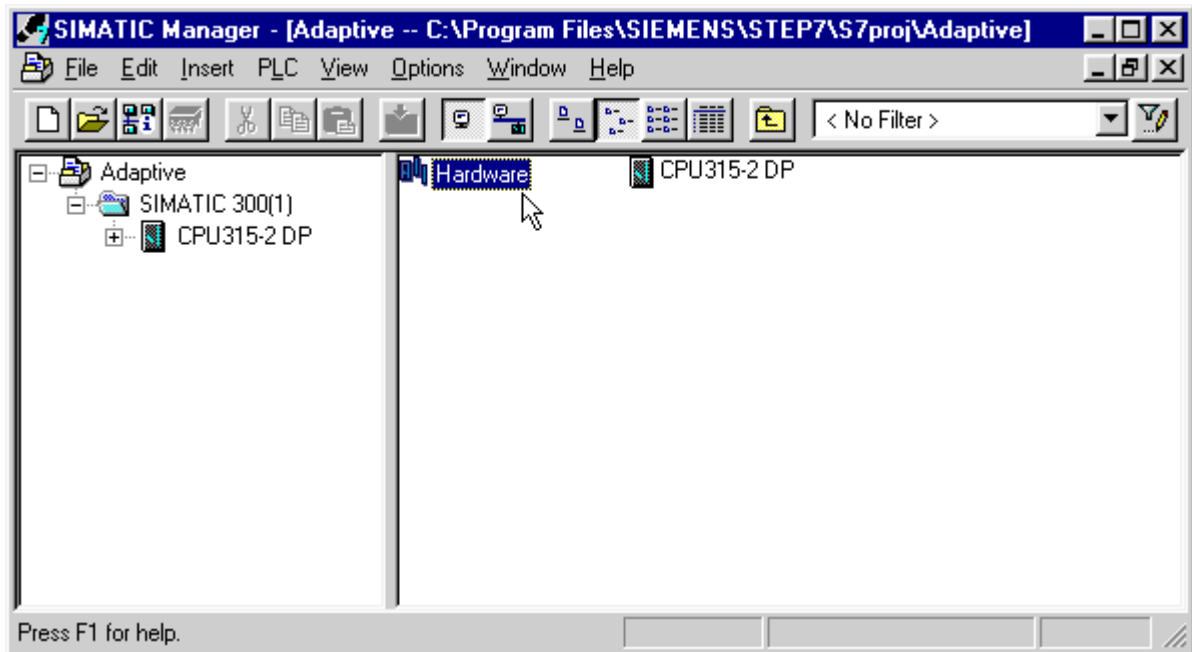 SIMATIC Manager - [Adaptive -- C:\Program Files\SIEMENS\STEP7\S7proj\Adaptive]
File Edit Insert PLC View Options Window Help
< No Filter >
Adaptive
SIMATIC 300(1)
CPU315-2 DP
Hardware CPU315-2 DP
Press F1 for help.